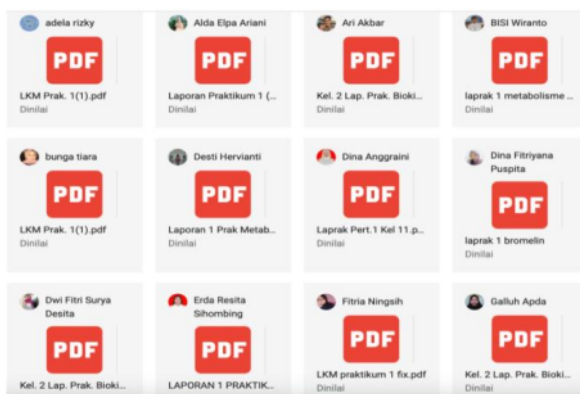 adela rizky
PDF
LKM Prak. 1(1).pdf
Dinilai
Alda Elpa Ariani
PDF
Laporan Praktikum 1 (...
Dinilai
Ari Akbar
PDF
Kel. 2 Lap. Prak. Bioki...
Dinilai
BISI Wiranto
PDF
laprak 1 metabolisme ...
Dinilai
bunga tiara
PDF
LKM Prak. 1(1).pdf
Dinilai
Desti Hervianti
PDF
Laporan 1 Prak Metab...
Dinilai
Dina Anggraini
PDF
Laprak Pert.1 Kel 11.p...
Dinilai
Dina Fitriyana
Puspita
PDF
laprak 1 bromelin
Dinilai
Dwi Fitri Surya
Desita
PDF
Kel. 2 Lap. Prak. Bioki...
Erda Resita
Sihombing
PDF
LAPORAN 1 PRAKTIK...
Fitria Ningsih
PDF
LKM praktikum 1 fix.pdf
Dinilai
Galluh Apda
PDF
Kel. 2 Lap. Prak. Bioki...
Dinilai